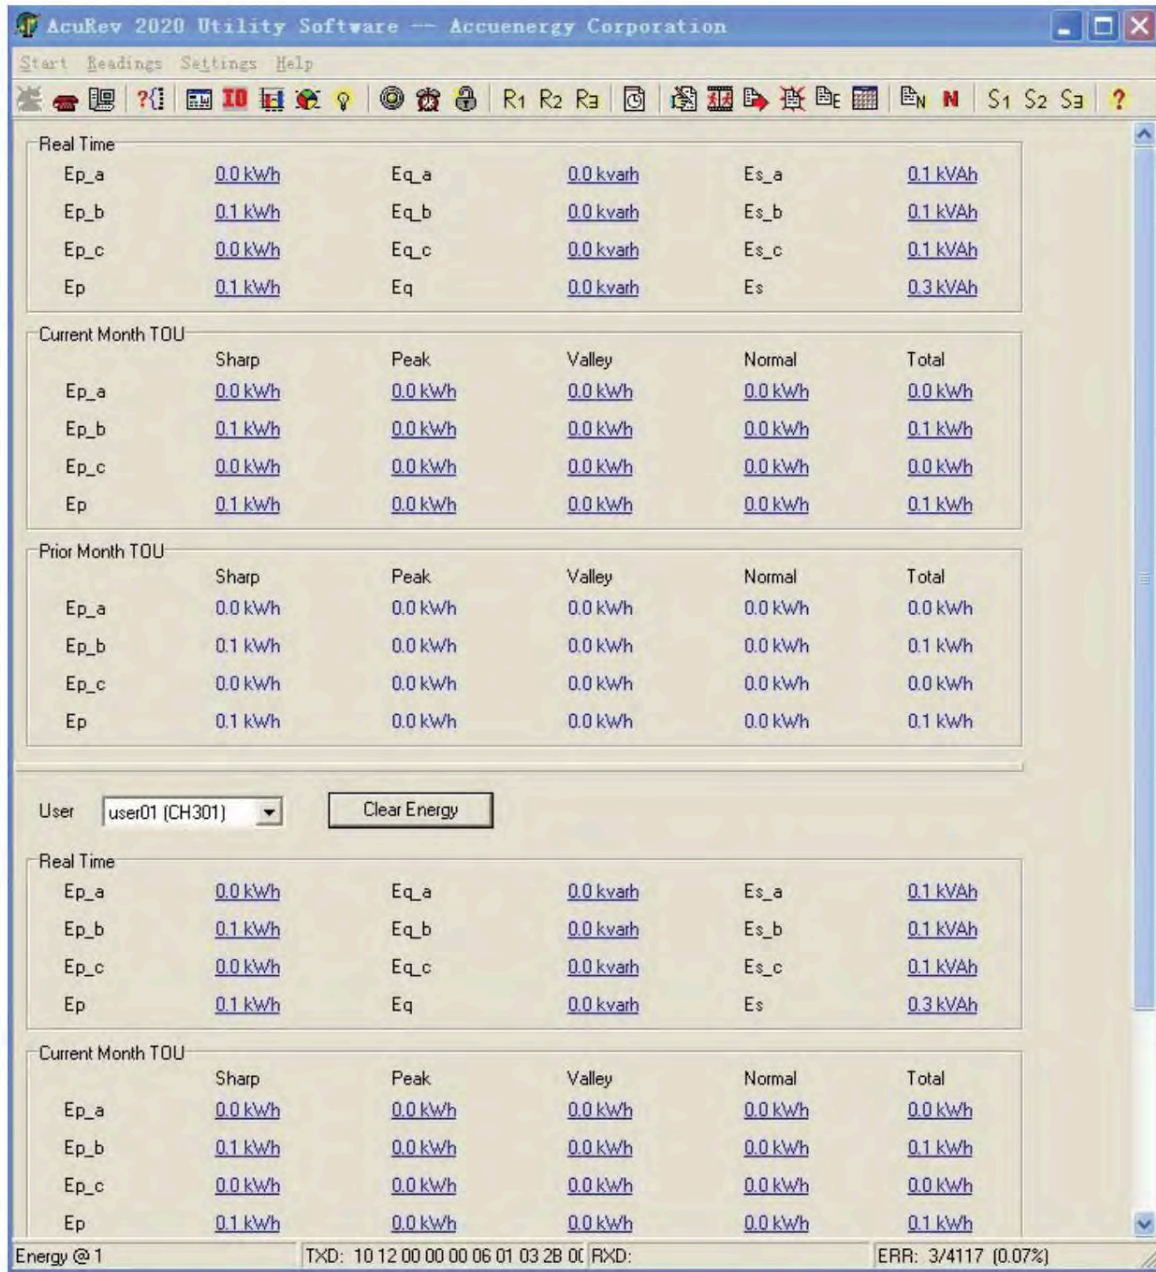 AcuRev 2020 Utility Software -- Accuenergy Corporation
Start Readings Settings Help
?{} IO R1 R2 R3 E N N S1 S2 S3 ?
Real Time
Ep_a 0.0 kWh Eq_a 0.0 kvarh Es_a 0.1 kVAh
Ep_b 0.1 kWh Eq_b 0.0 kvarh Es_b 0.1 kVAh
Ep_c 0.0 kWh Eq_c 0.0 kvarh Es_c 0.1 kVAh
Ep 0.1 kWh Eq 0.0 kvarh Es 0.3 kVAh
Current Month TOU
Sharp Peak Valley Normal Total
Ep_a 0.0 kWh 0.0 kWh 0.0 kWh 0.0 kWh 0.0 kWh
Ep_b 0.1 kWh 0.0 kWh 0.0 kWh 0.0 kWh 0.1 kWh
Ep_c 0.0 kWh 0.0 kWh 0.0 kWh 0.0 kWh 0.0 kWh
Ep 0.1 kWh 0.0 kWh 0.0 kWh 0.0 kWh 0.1 kWh
Prior Month TOU
Sharp Peak Valley Normal Total
Ep_a 0.0 kWh 0.0 kWh 0.0 kWh 0.0 kWh 0.0 kWh
Ep_b 0.1 kWh 0.0 kWh 0.0 kWh 0.0 kWh 0.1 kWh
Ep_c 0.0 kWh 0.0 kWh 0.0 kWh 0.0 kWh 0.0 kWh
Ep 0.1 kWh 0.0 kWh 0.0 kWh 0.0 kWh 0.1 kWh
User user01 (CH301) Clear Energy
Real Time
Ep_a 0.0 kWh Eq_a 0.0 kvarh Es_a 0.1 kVAh
Ep_b 0.1 kWh Eq_b 0.0 kvarh Es_b 0.1 kVAh
Ep_c 0.0 kWh Eq_c 0.0 kvarh Es_c 0.1 kVAh
Ep 0.1 kWh Eq 0.0 kvarh Es 0.3 kVAh
Current Month TOU
Sharp Peak Valley Normal Total
Ep_a 0.0 kWh 0.0 kWh 0.0 kWh 0.0 kWh 0.0 kWh
Ep_b 0.1 kWh 0.0 kWh 0.0 kWh 0.0 kWh 0.1 kWh
Ep_c 0.0 kWh 0.0 kWh 0.0 kWh 0.0 kWh 0.0 kWh
Ep 0.1 kWh 0.0 kWh 0.0 kWh 0.0 kWh 0.1 kWh
Energy @ 1 TXD: 10 12 00 00 00 06 01 03 2B RXD: ERR: 3/4117 (0.07%)